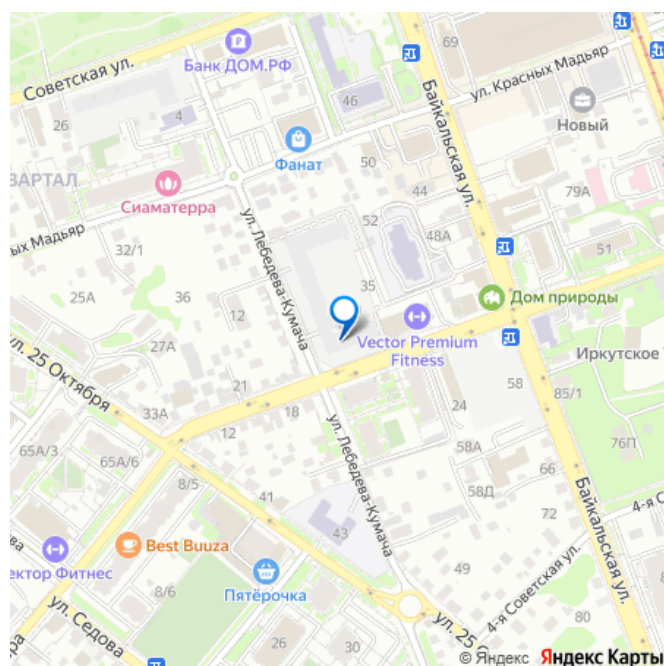 69
Банк ДОМ.РФ
Советская ул.
Байкальская ул.
ул. Красных Мадьяр
26
4
46
Новый
Фанат
50
ВАРТАЛ
Сиаматерра
44
79А
52
ых Мадьяр
48А
51
32/1
ул. Лебедева-Кумача
35
25А
36
12
Дом природы
Vector Premium
Fitness
ул. 25 Октября
27А
Иркутское
21
58
85/1
33А
18
24
12
ул. Лебедева-Кумача
65А/3
65А/6
58А
76П
66
8/5
41
58Д
Байкальская ул.
43
72
4-я Со
Best Buuza
ектор Фитнес
49
4-я Советская ул.
Пятёрочка
8/6
80
ул. Седова
ул. 25
© Яндекс Яндекс Карты